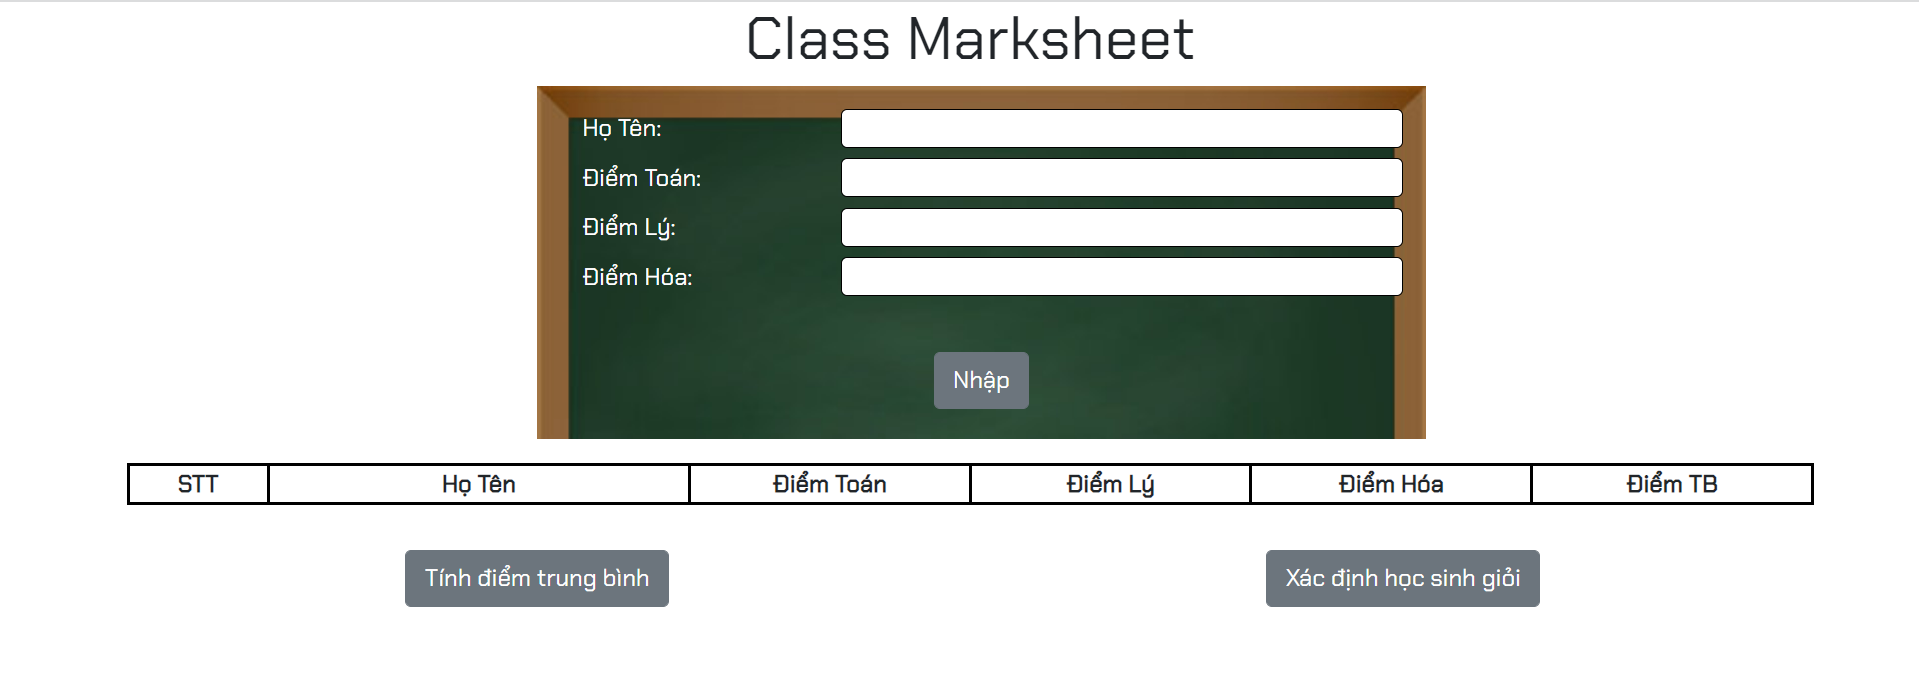 Class Marksheet
Họ Tên:
Điểm Toán:
Điểm Lý:
Điểm Hóa:
Nhập
STT Họ Tên Điểm Toán Điểm Lý Điểm Hóa Điểm TB
Tính điểm trung bình Xác định học sinh giỏi